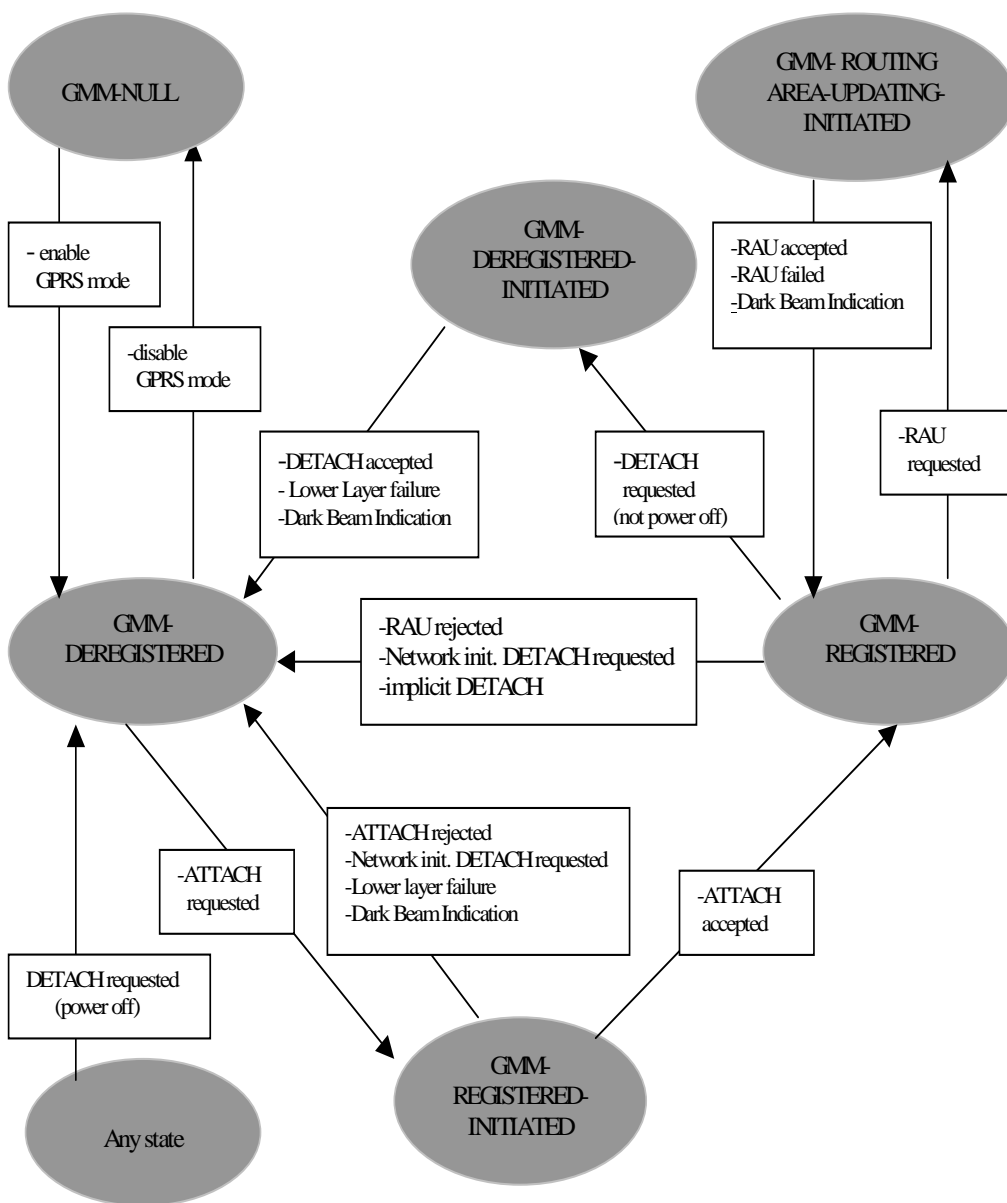 GMM-NULL
GMM- ROUTING
AREA-UPDATING-
INITIATED
- enable
GPRS mode
GMM-
DEREGISTERED-
INITIATED
-RAU accepted
-RAU failed
-Dark Beam Indication
-disable
GPRS mode
-DETACH accepted
- Lower Layer failure
-Dark Beam Indication
-DETACH
requested
(not power off)
-RAU
requested
GMM-
DEREGISTERED
-RAU rejected
-Network init. DETACH requested
-implicit DETACH
GMM-
REGISTERED
-ATTACH
requested
-ATTACH rejected
-Network init. DETACH requested
-Lower layer failure
-Dark Beam Indication
-ATTACH
accepted
DETACH requested
(power off)
GMM-
REGISTERED-
INITIATED
Any state